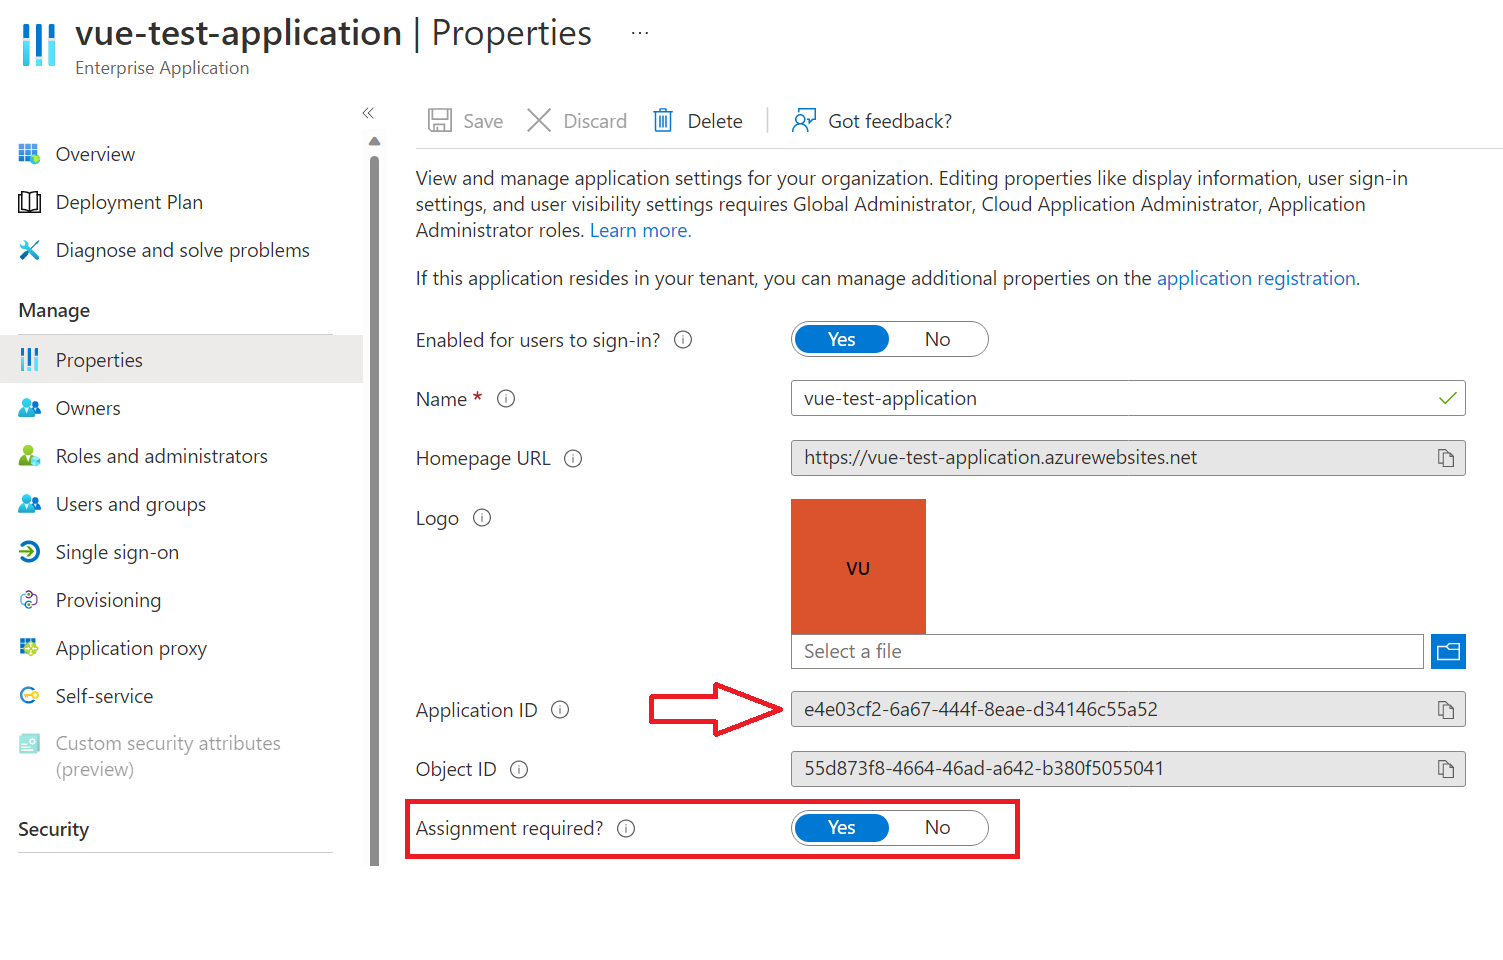 vue-test-application | Properties ...
Enterprise Application
«
Overview
Deployment Plan
Diagnose and solve problems
Manage
Properties
Owners
Roles and administrators
Users and groups
Single sign-on
Provisioning
Application proxy
Self-service
Custom security attributes
(preview)
Security
Save Discard Delete | Got feedback?
View and manage application settings for your organization. Editing properties like display information, user sign-in
settings, and user visibility settings requires Global Administrator, Cloud Application Administrator, Application
Administrator roles. Learn more.
If this application resides in your tenant, you can manage additional properties on the application registration.
Enabled for users to sign-in? Yes No
Name * vue-test-application
Homepage URL https://vue-test-application.azurewebsites.net
Logo
VU
Select a file
Application ID e4e03cf2-6a67-444f-8eae-d34146c55a52
Object ID 55d873f8-4664-46ad-a642-b380f5055041
Assignment required? Yes No